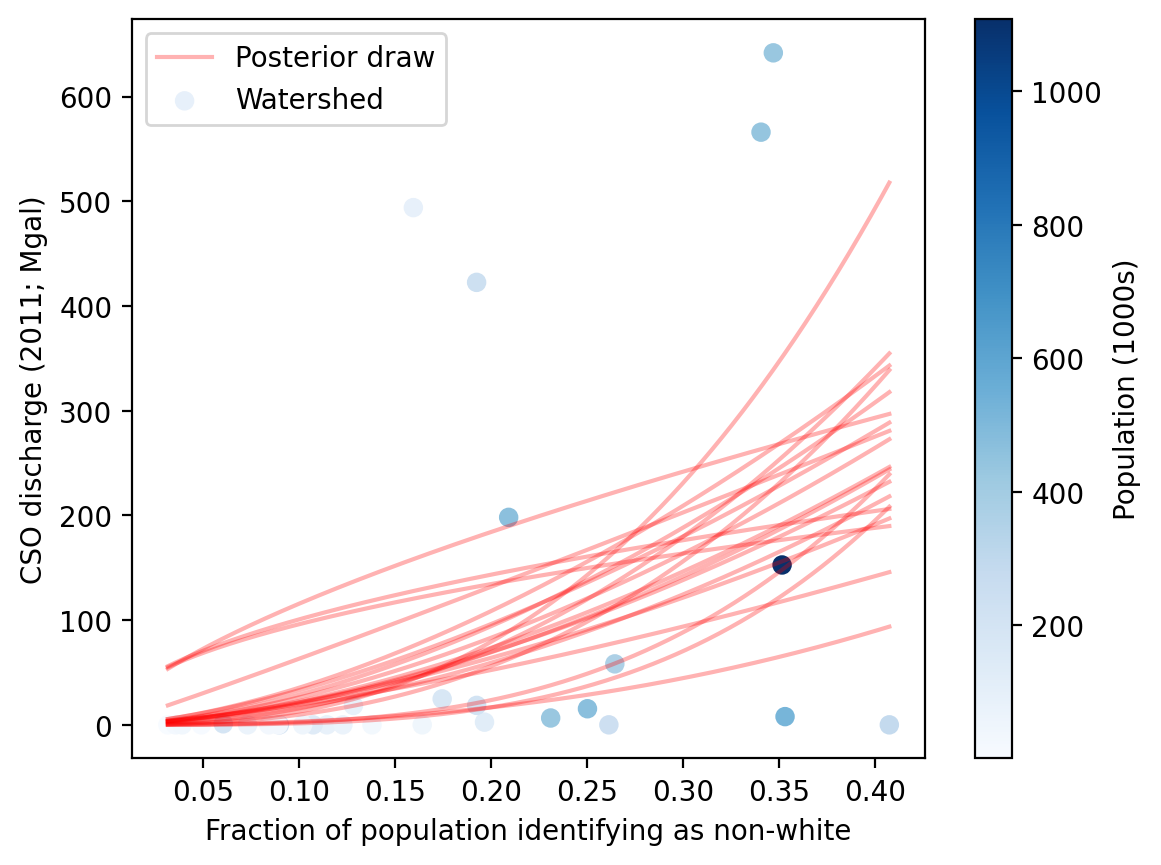 Posterior draw
Watershed
CSO discharge (2011; Mgal)
600
500
400
300
200
100
0
0.05 0.10 0.15 0.20 0.25 0.30 0.35 0.40
Fraction of population identifying as non-white
1000
800
600
400
200
Population (1000s)